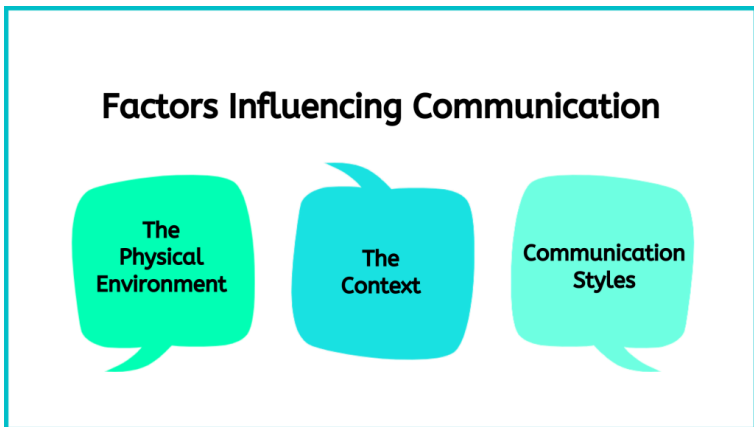 Factors Influencing Communication
The
Physical
Environment
The
Context
Communication
Styles